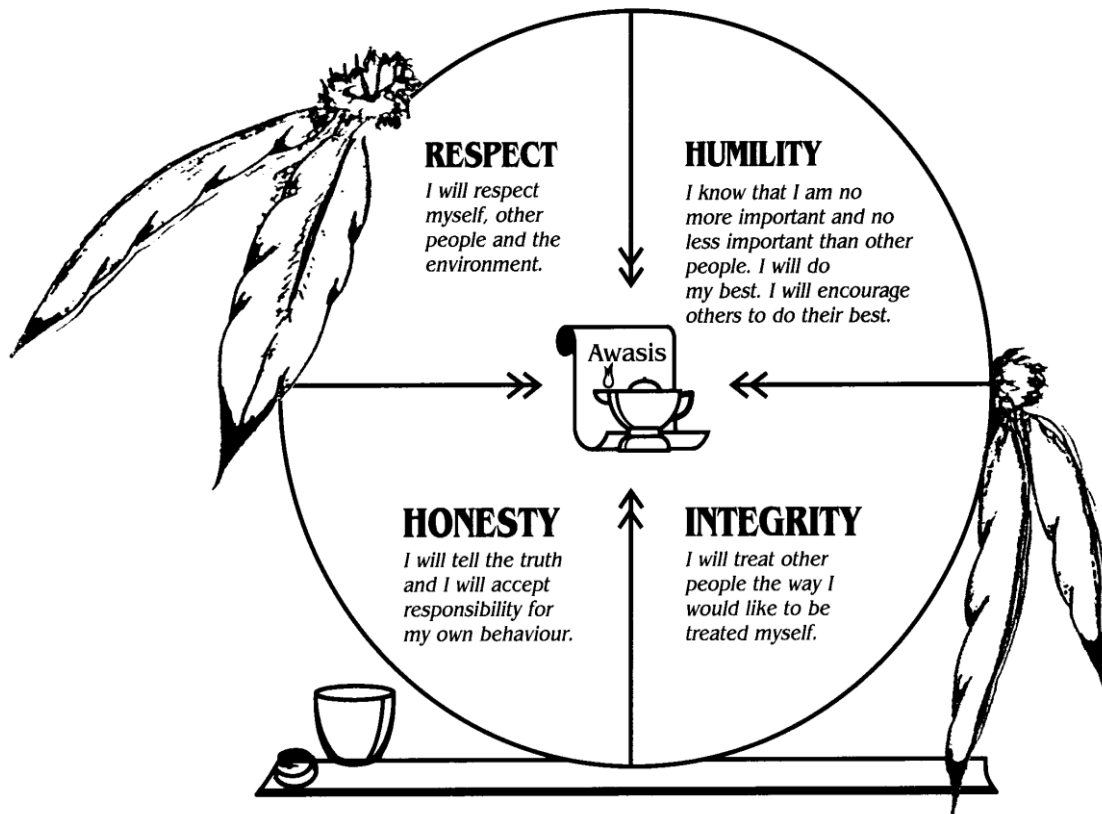 RESPECT
I will respect
myself, other
people and the
environment.
HUMILITY
I know that I am no
more important and no
less important than other
people. I will do
my best. I will encourage
others to do their best.
Awasis
HONESTY
I will tell the truth
and I will accept
responsibility for
my own behaviour.
INTEGRITY
I will treat other
people the way I
would like to be
treated myself.